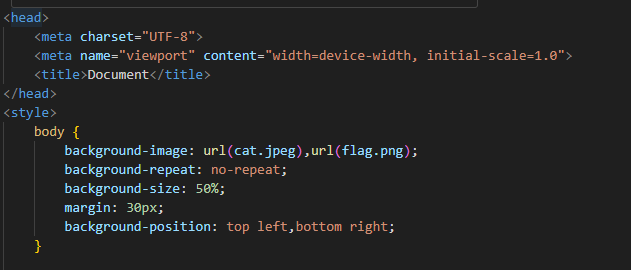 <head>
<meta charset="UTF-8">
<meta name="viewport" content="width=device-width, initial-scale=1.0">
<title>Document</title>
</head>
<style>
body {
background-image: url(cat.jpeg),url(flag.png);
background-repeat: no-repeat;
background-size: 50%;
margin: 30px;
background-position: top left,bottom right;
}